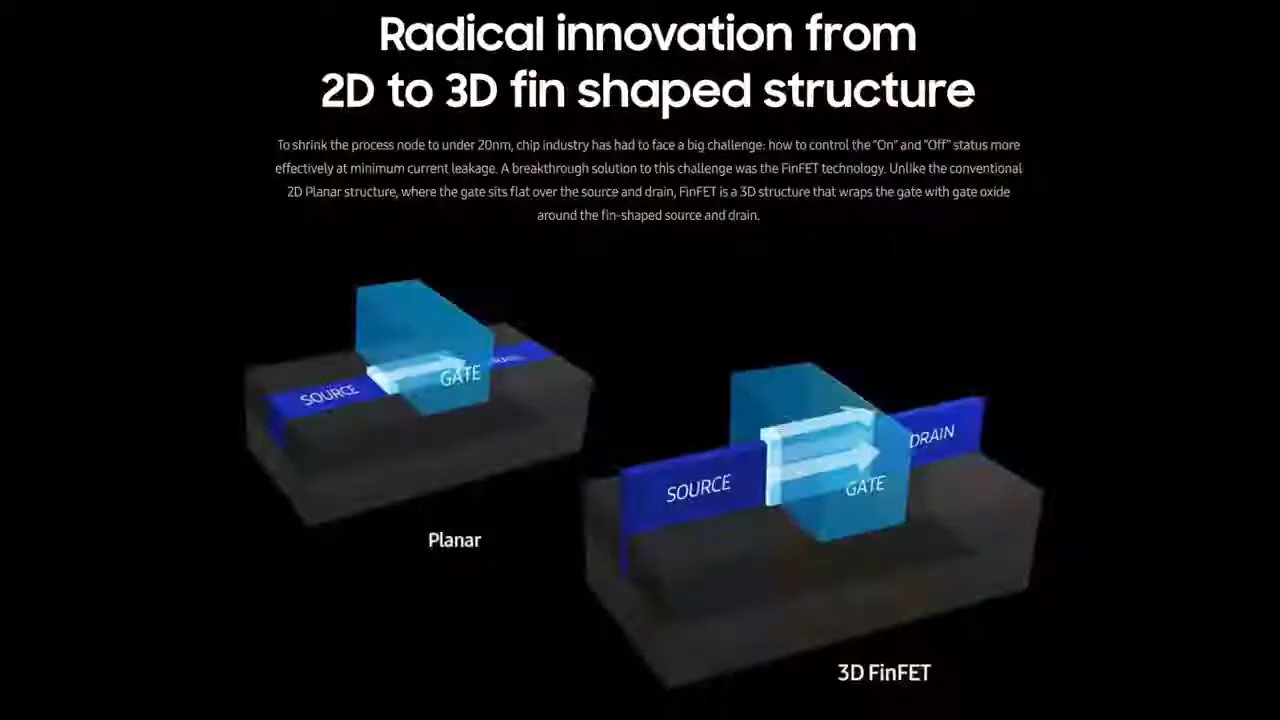 Radical innovation from
2D to 3D fin shaped structure
To shrink the process node to under 20nm, chip industry has had to face a big challenge: how to control the "On" and "Off" status more
effectively at minimum current leakage. A breakthrough solution to this challenge was the FinFET technology. Unlike the conventional
2D Planar structure, where the gate sits flat over the source and drain, FinFET is a 3D structure that wraps the gate with gate oxide
around the fin-shaped source and drain.
SOURCE
GATE
Planar
SOURCE
GATE
DRAIN
3D FinFET